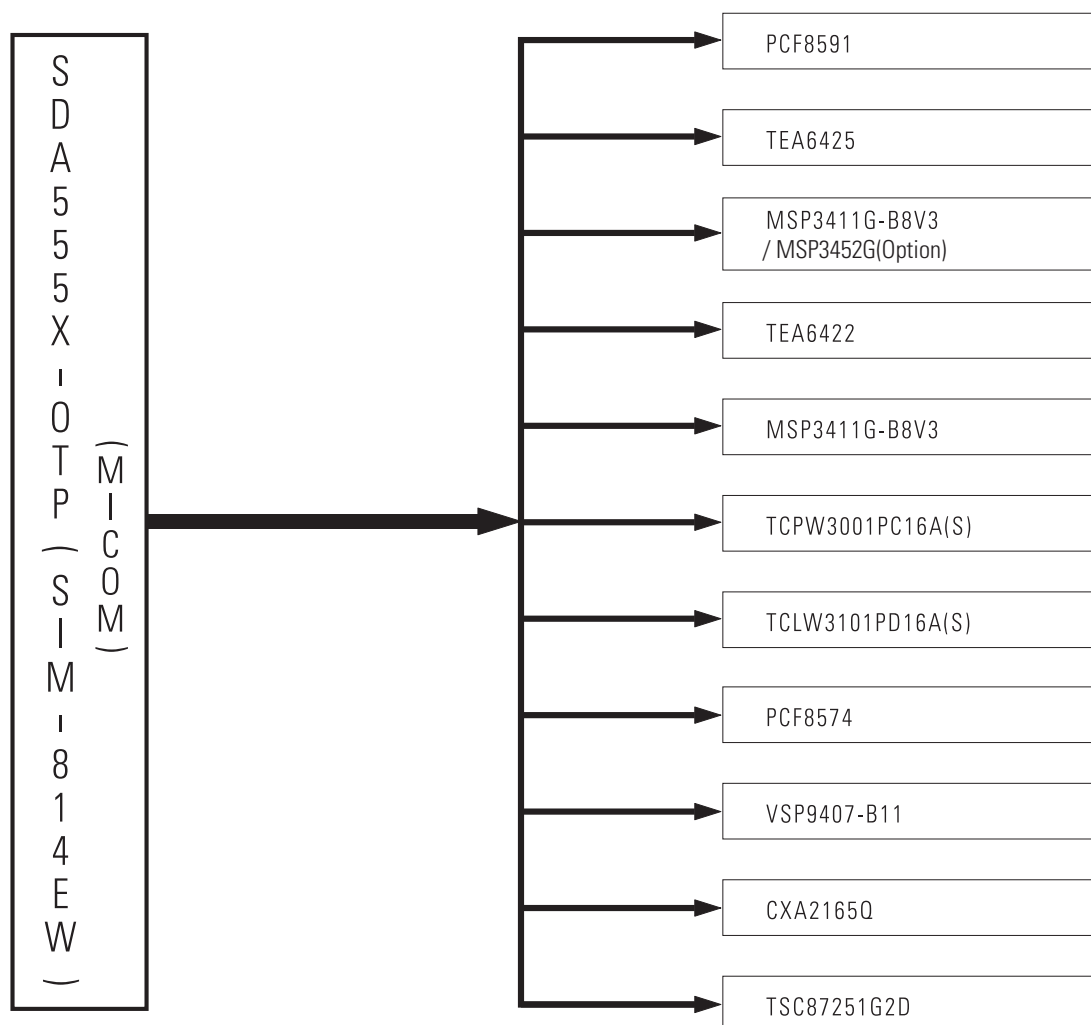 SDA555X-OTP (SIM-814EW)
(MICOM)
PCF8591
TEA6425
MSP3411G-B8V3
/ MSP3452G(Option)
TEA6422
MSP3411G-B8V3
TCPW3001PC16A(S)
TCLW3101PD16A(S)
PCF8574
VSP9407-B11
CXA2165Q
TSC87251G2D